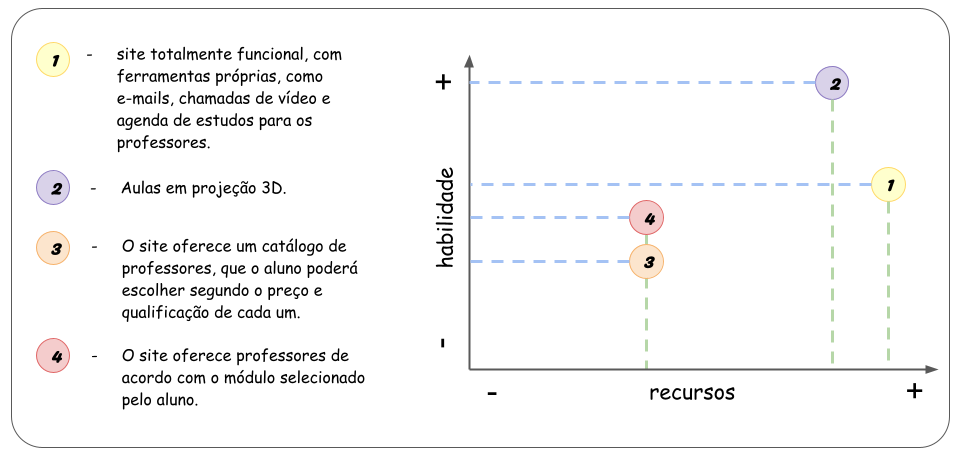 1 - site totalmente funcional, com
ferramentas próprias, como
e-mails, chamadas de vídeo e
agenda de estudos para os
professores.
2 - Aulas em projeção 3D.
3 - O site oferece um catálogo de
professores, que o aluno poderá
escolher segundo o preço e
qualificação de cada um.
4 - O site oferece professores de
acordo com o módulo selecionado
pelo aluno.
+
2
1
4
3
habilidade
-
- recursos +